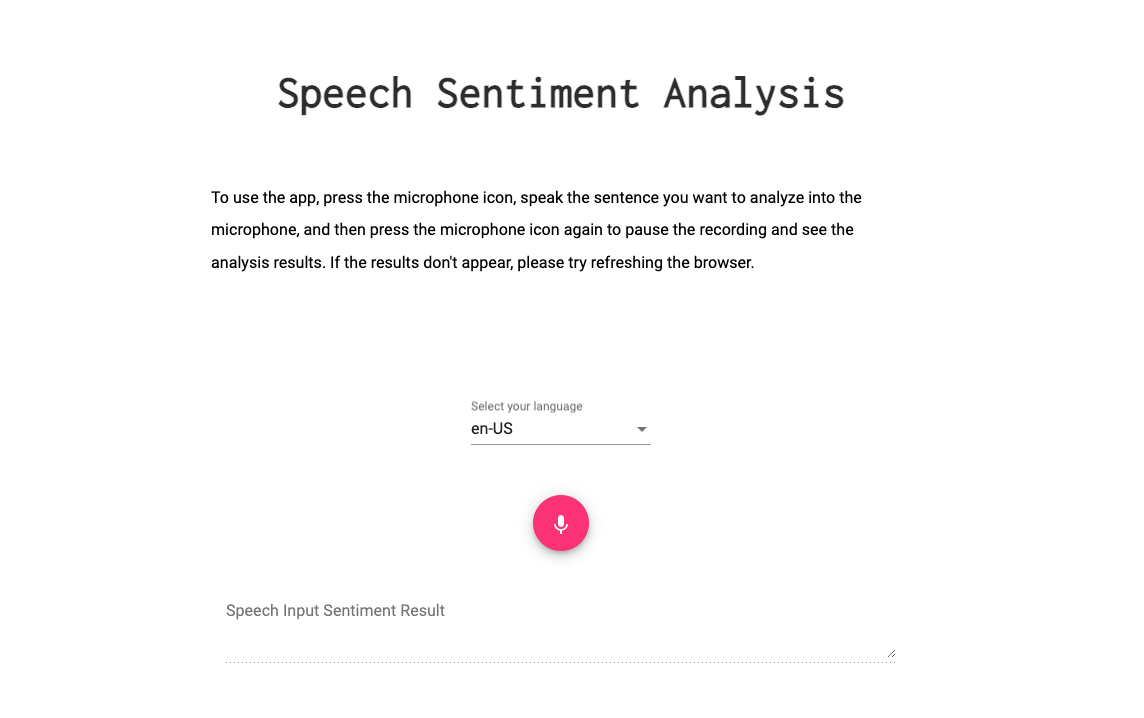 Speech Sentiment Analysis
To use the app, press the microphone icon, speak the sentence you want to analyze into the
microphone, and then press the microphone icon again to pause the recording and see the
analysis results. If the results don't appear, please try refreshing the browser.
Select your language
en-US
Speech Input Sentiment Result